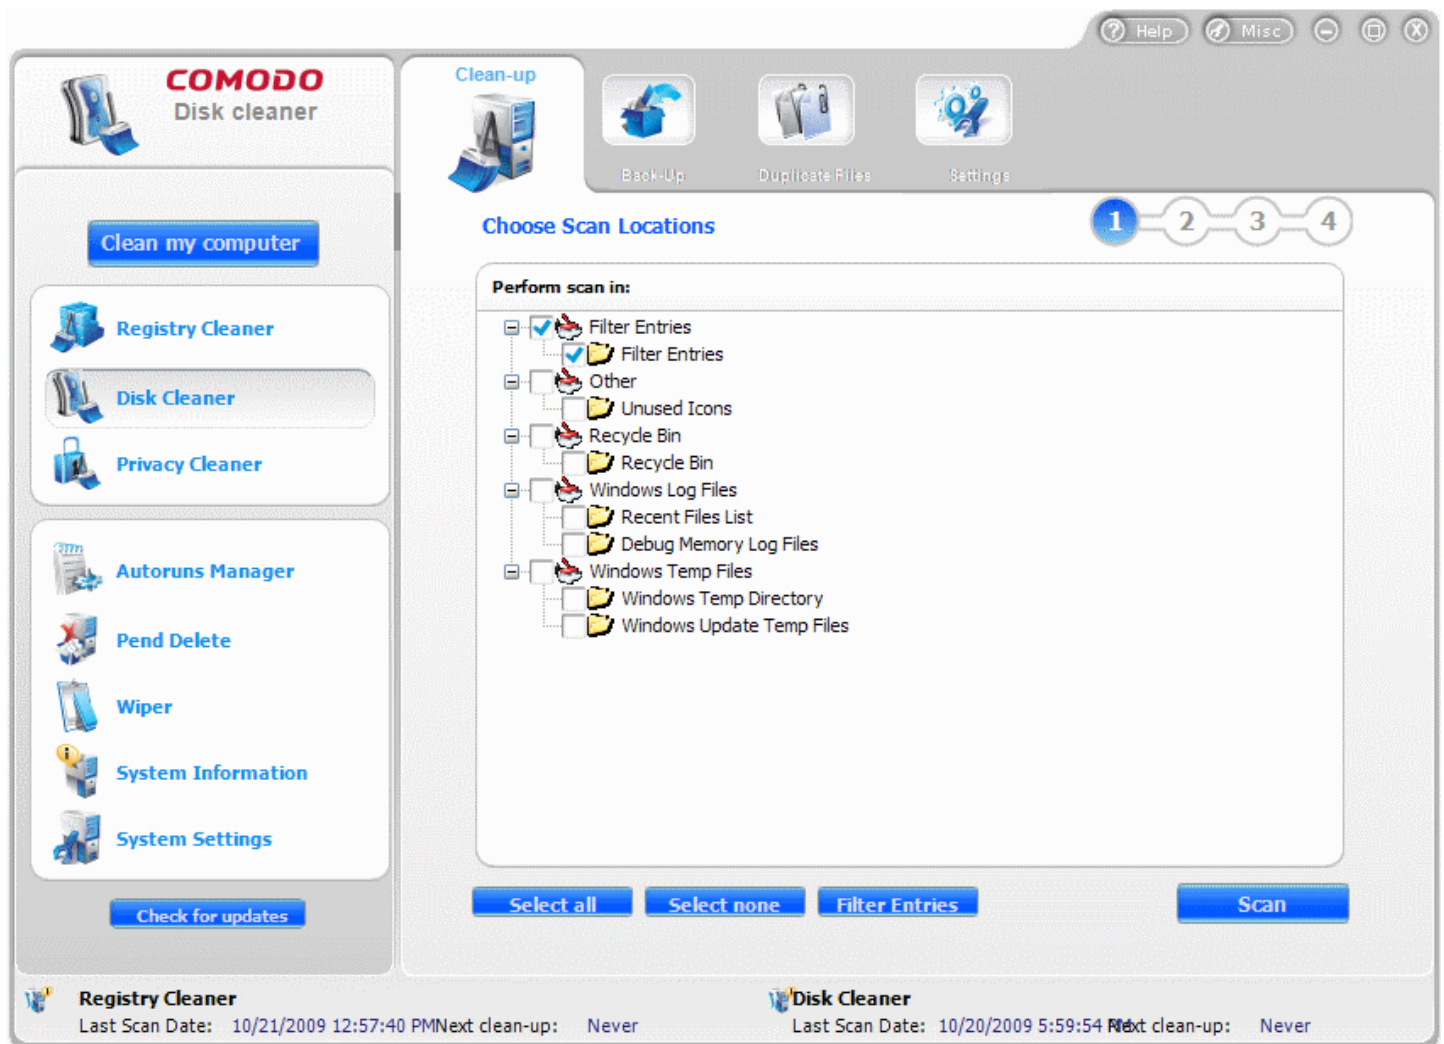 Help
Misc
COMODO
Disk cleaner
Clean-up
Back-Up
Duplicate Files
Settings
Clean my computer
Registry Cleaner
Disk Cleaner
Privacy Cleaner
Autoruns Manager
Pend Delete
Wiper
System Information
System Settings
Check for updates
Choose Scan Locations
1 2 3 4
Perform scan in:
Filter Entries
Filter Entries
Other
Unused Icons
Recycle Bin
Recycle Bin
Windows Log Files
Recent Files List
Debug Memory Log Files
Windows Temp Files
Windows Temp Directory
Windows Update Temp Files
Select all
Select none
Filter Entries
Scan
Registry Cleaner
Last Scan Date: 10/21/2009 12:57:40 PM Next clean-up: Never
Disk Cleaner
Last Scan Date: 10/20/2009 5:59:54 Next clean-up: Never